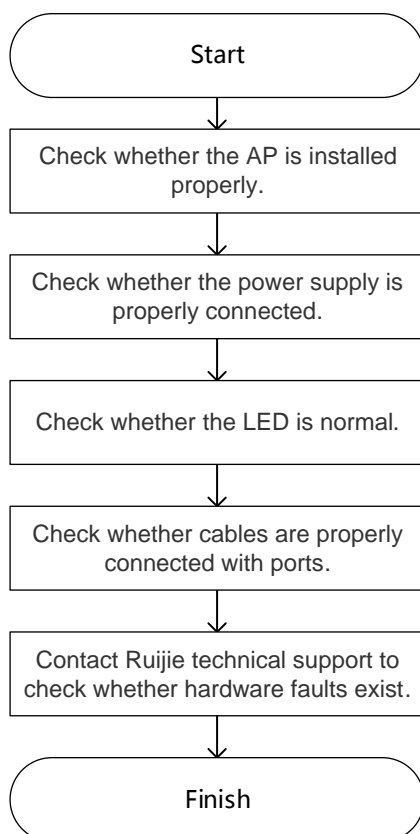 Start
Check whether the AP is installed
properly.
Check whether the power supply is
properly connected.
Check whether the LED is normal.
Check whether cables are properly
connected with ports.
Contact Ruijie technical support to
check whether hardware faults exist.
Finish